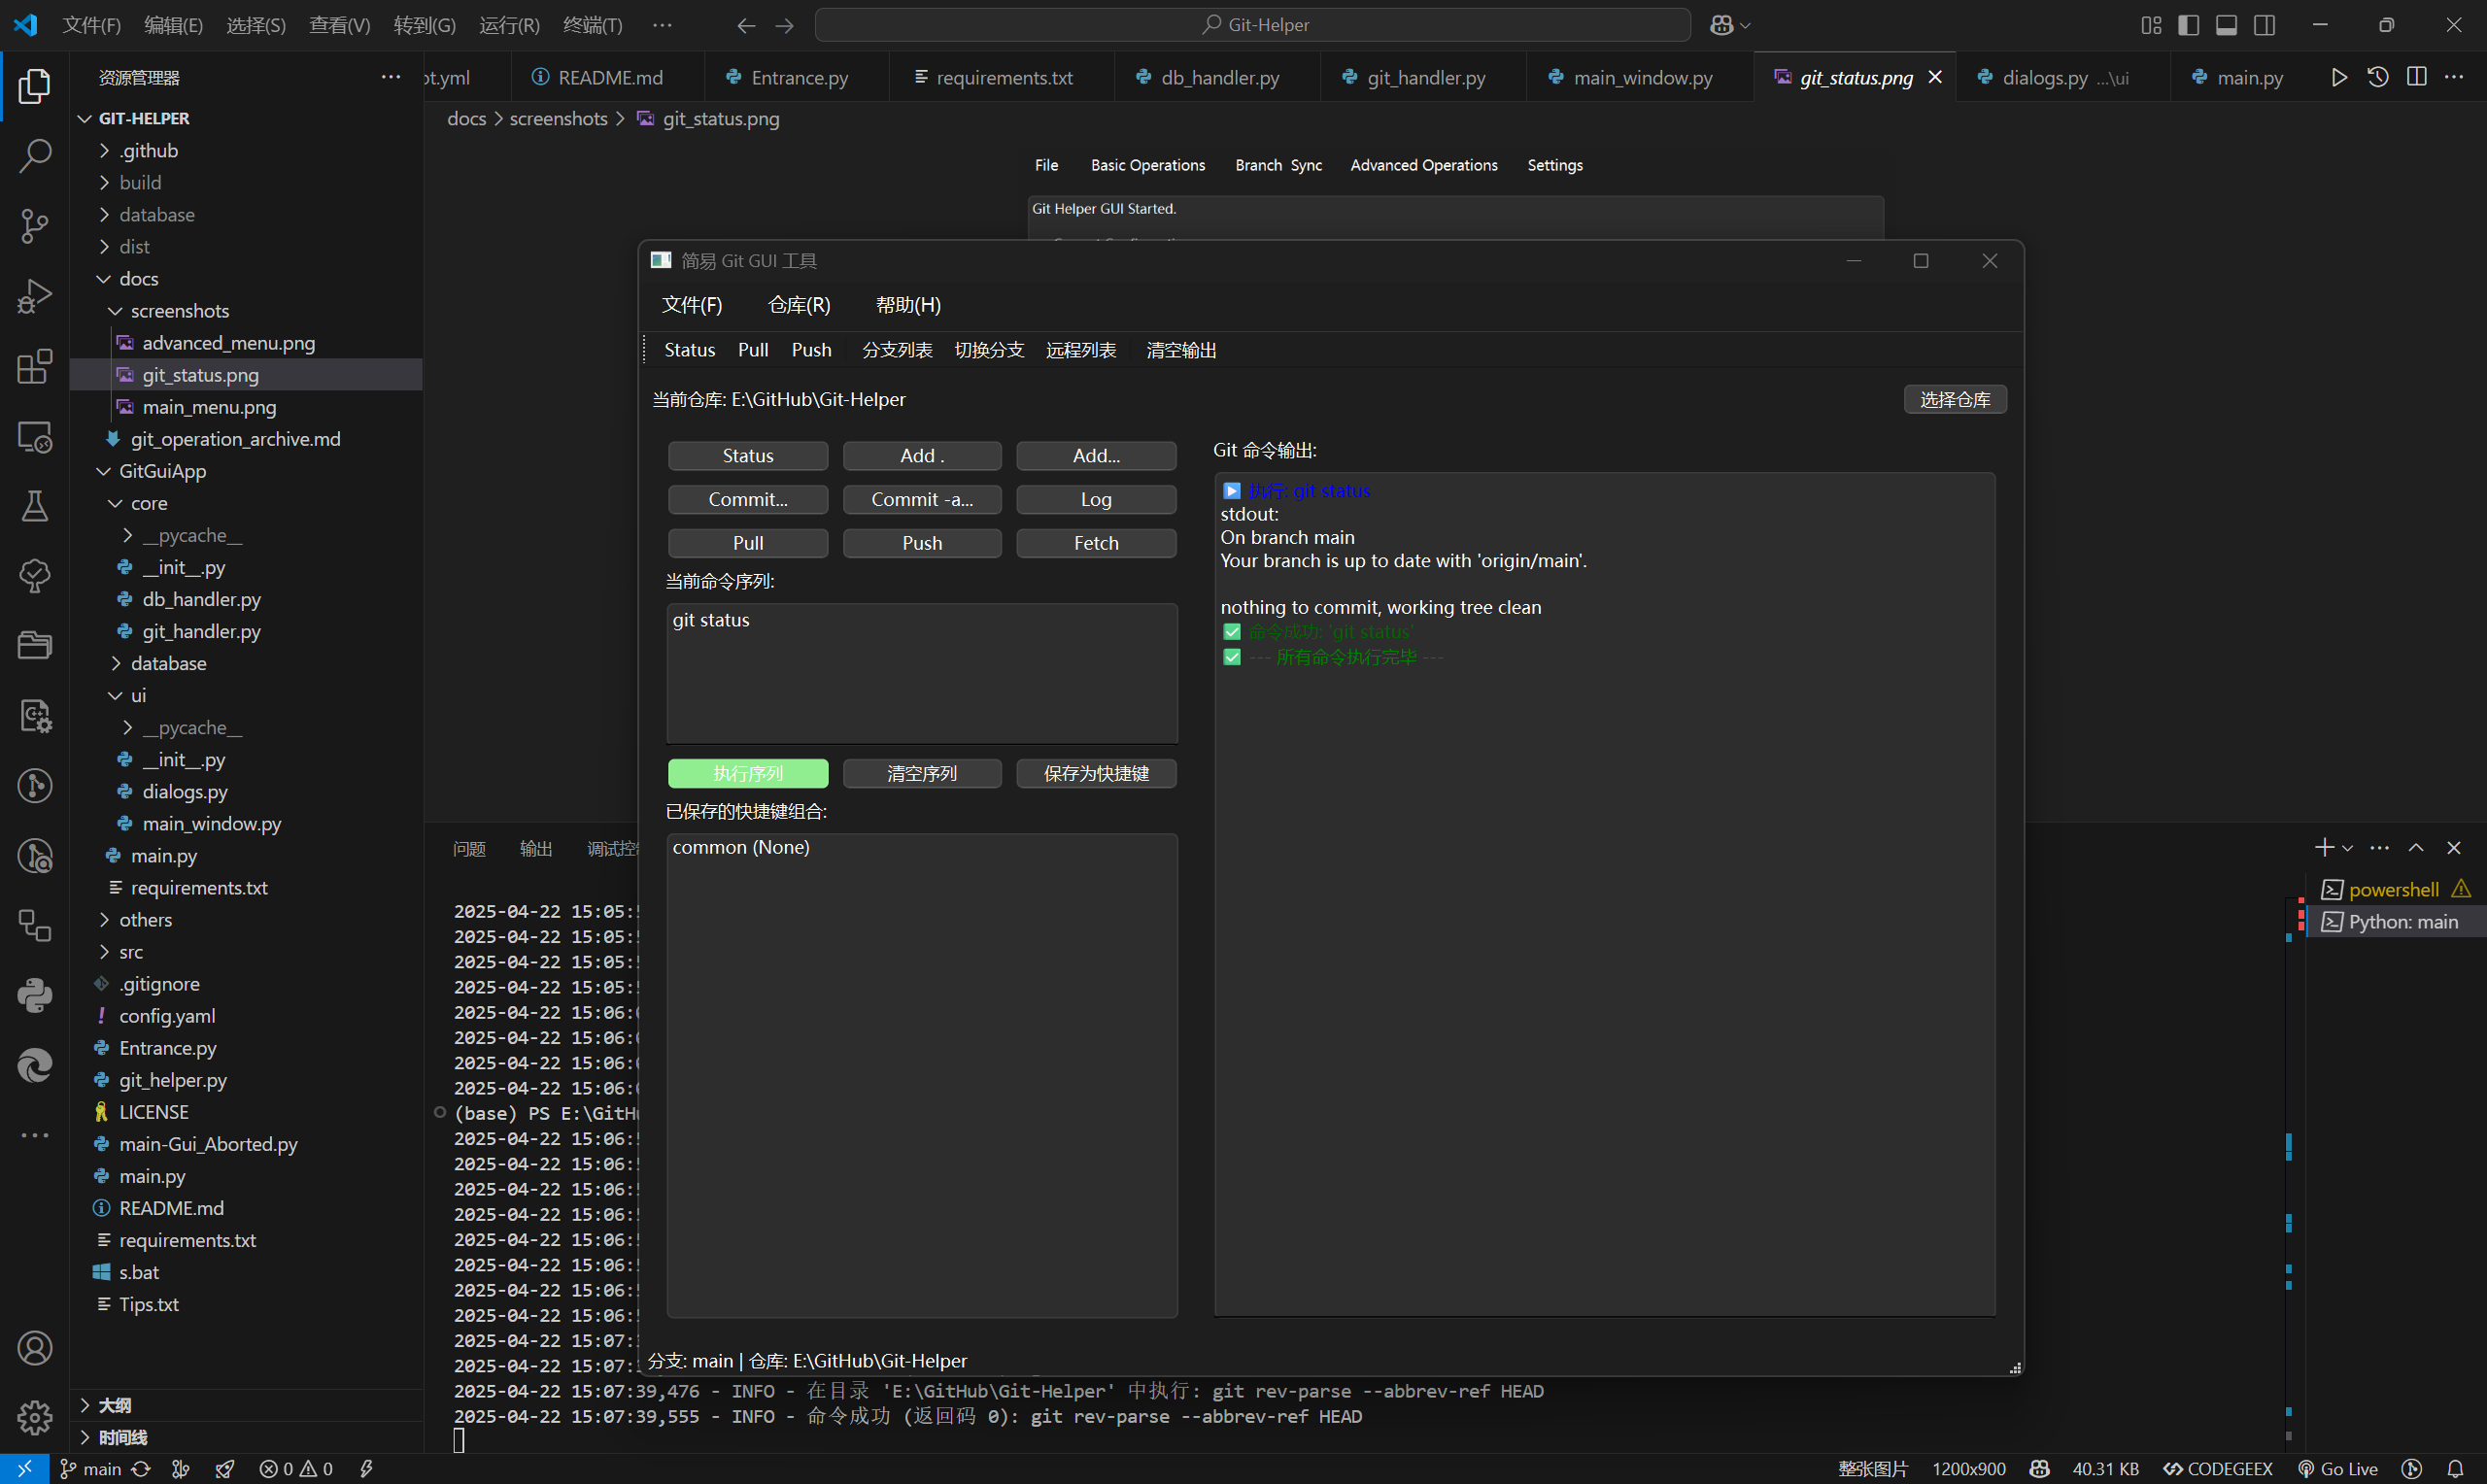 文件(F) 编辑(E) 选择(S) 查看(V) 转到(G) 运行(R) 终端(T) ··· Git-Helper
资源管理器
ot.yml README.md Entrance.py requirements.txt db_handler.py git_handler.py main_window.py git_status.png dialogs.py ...\ui main.py
docs > screenshots > git_status.png
GIT-HELPER
.github
build
database
dist
docs
screenshots
advanced_menu.png
git_status.png
main_menu.png
git_operation_archive.md
GitGuiApp
core
__pycache__
__init__.py
db_handler.py
git_handler.py
database
ui
__pycache__
__init__.py
dialogs.py
main_window.py
main.py
requirements.txt
others
src
.gitignore
config.yaml
Entrance.py
git_helper.py
LICENSE
main-Gui_Aborted.py
main.py
README.md
requirements.txt
s.bat
Tips.txt
大纲
时间线
File Basic Operations Branch Sync Advanced Operations Settings
Git Helper GUI Started.
简易 Git GUI 工具
文件(F) 仓库(R) 帮助(H)
Status Pull Push 分支列表 切换分支 远程列表 清空输出
当前仓库: E:\GitHub\Git-Helper
选择仓库
Status Add . Add...
Commit... Commit -a... Log
Pull Push Fetch
当前命令序列:
git status
执行序列 清空序列 保存为快捷键
已保存的快捷键组合:
common (None)
Git 命令输出:
执行: git status
stdout:
On branch main
Your branch is up to date with 'origin/main'.
nothing to commit, working tree clean
命令成功: 'git status'
--- 所有命令执行完毕 ---
分支: main | 仓库: E:\GitHub\Git-Helper
问题 输出 调试控
powershell
Python: main
2025-04-22 15:05:
2025-04-22 15:05:
2025-04-22 15:05:
2025-04-22 15:05:
2025-04-22 15:06:
2025-04-22 15:06:
2025-04-22 15:06:
2025-04-22 15:06:
(base) PS E:\GitH
2025-04-22 15:06:
2025-04-22 15:06:
2025-04-22 15:06:
2025-04-22 15:06:
2025-04-22 15:06:
2025-04-22 15:06:
2025-04-22 15:06:
2025-04-22 15:06:
2025-04-22 15:07:
2025-04-22 15:07:
2025-04-22 15:07:39,476 - INFO - 在目录 'E:\GitHub\Git-Helper' 中执行: git rev-parse --abbrev-ref HEAD
2025-04-22 15:07:39,555 - INFO - 命令成功 (返回码 0): git rev-parse --abbrev-ref HEAD
main 0 0 整张图片 1200x900 40.31 KB CODEGEEX Go Live